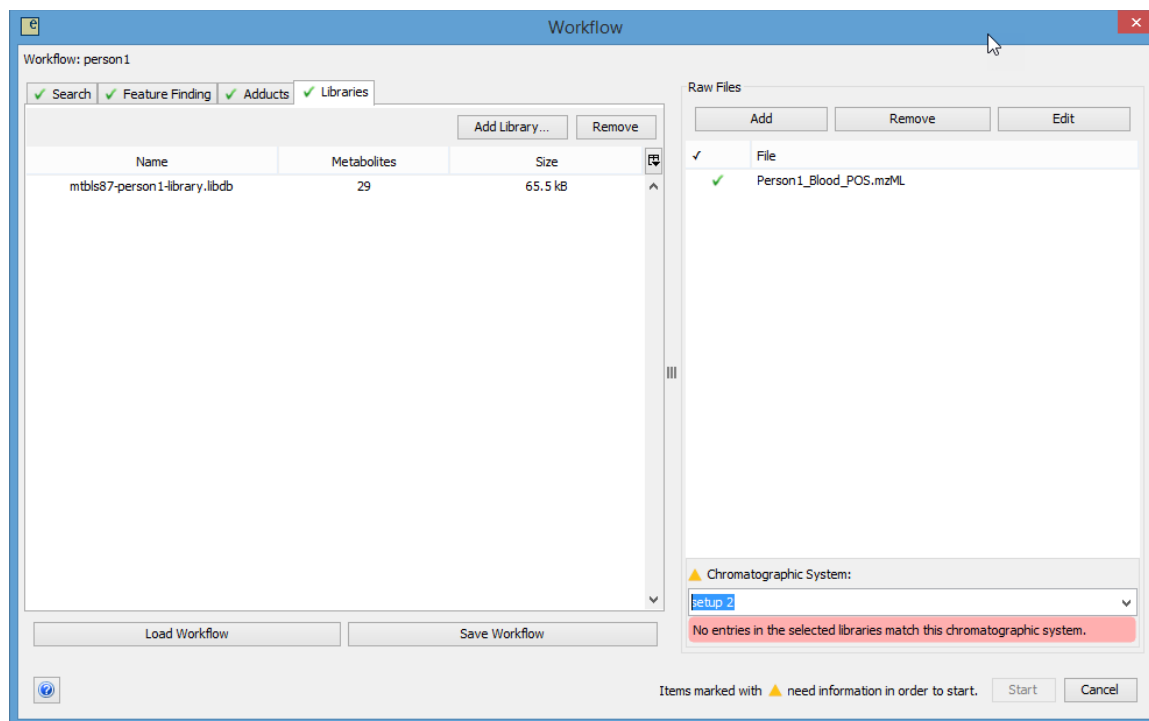 e
Workflow
Workflow: person1
Search Feature Finding Adducts Libraries
Add Library... Remove
Name Metabolites Size
mtbls87-person1-library.libdb 29 65.5 kB
Load Workflow Save Workflow
Raw Files
Add Remove Edit
✓ File
Person1_Blood_POS.mzML
Chromatographic System:
setup 2
No entries in the selected libraries match this chromatographic system.
Items marked with need information in order to start. Start Cancel